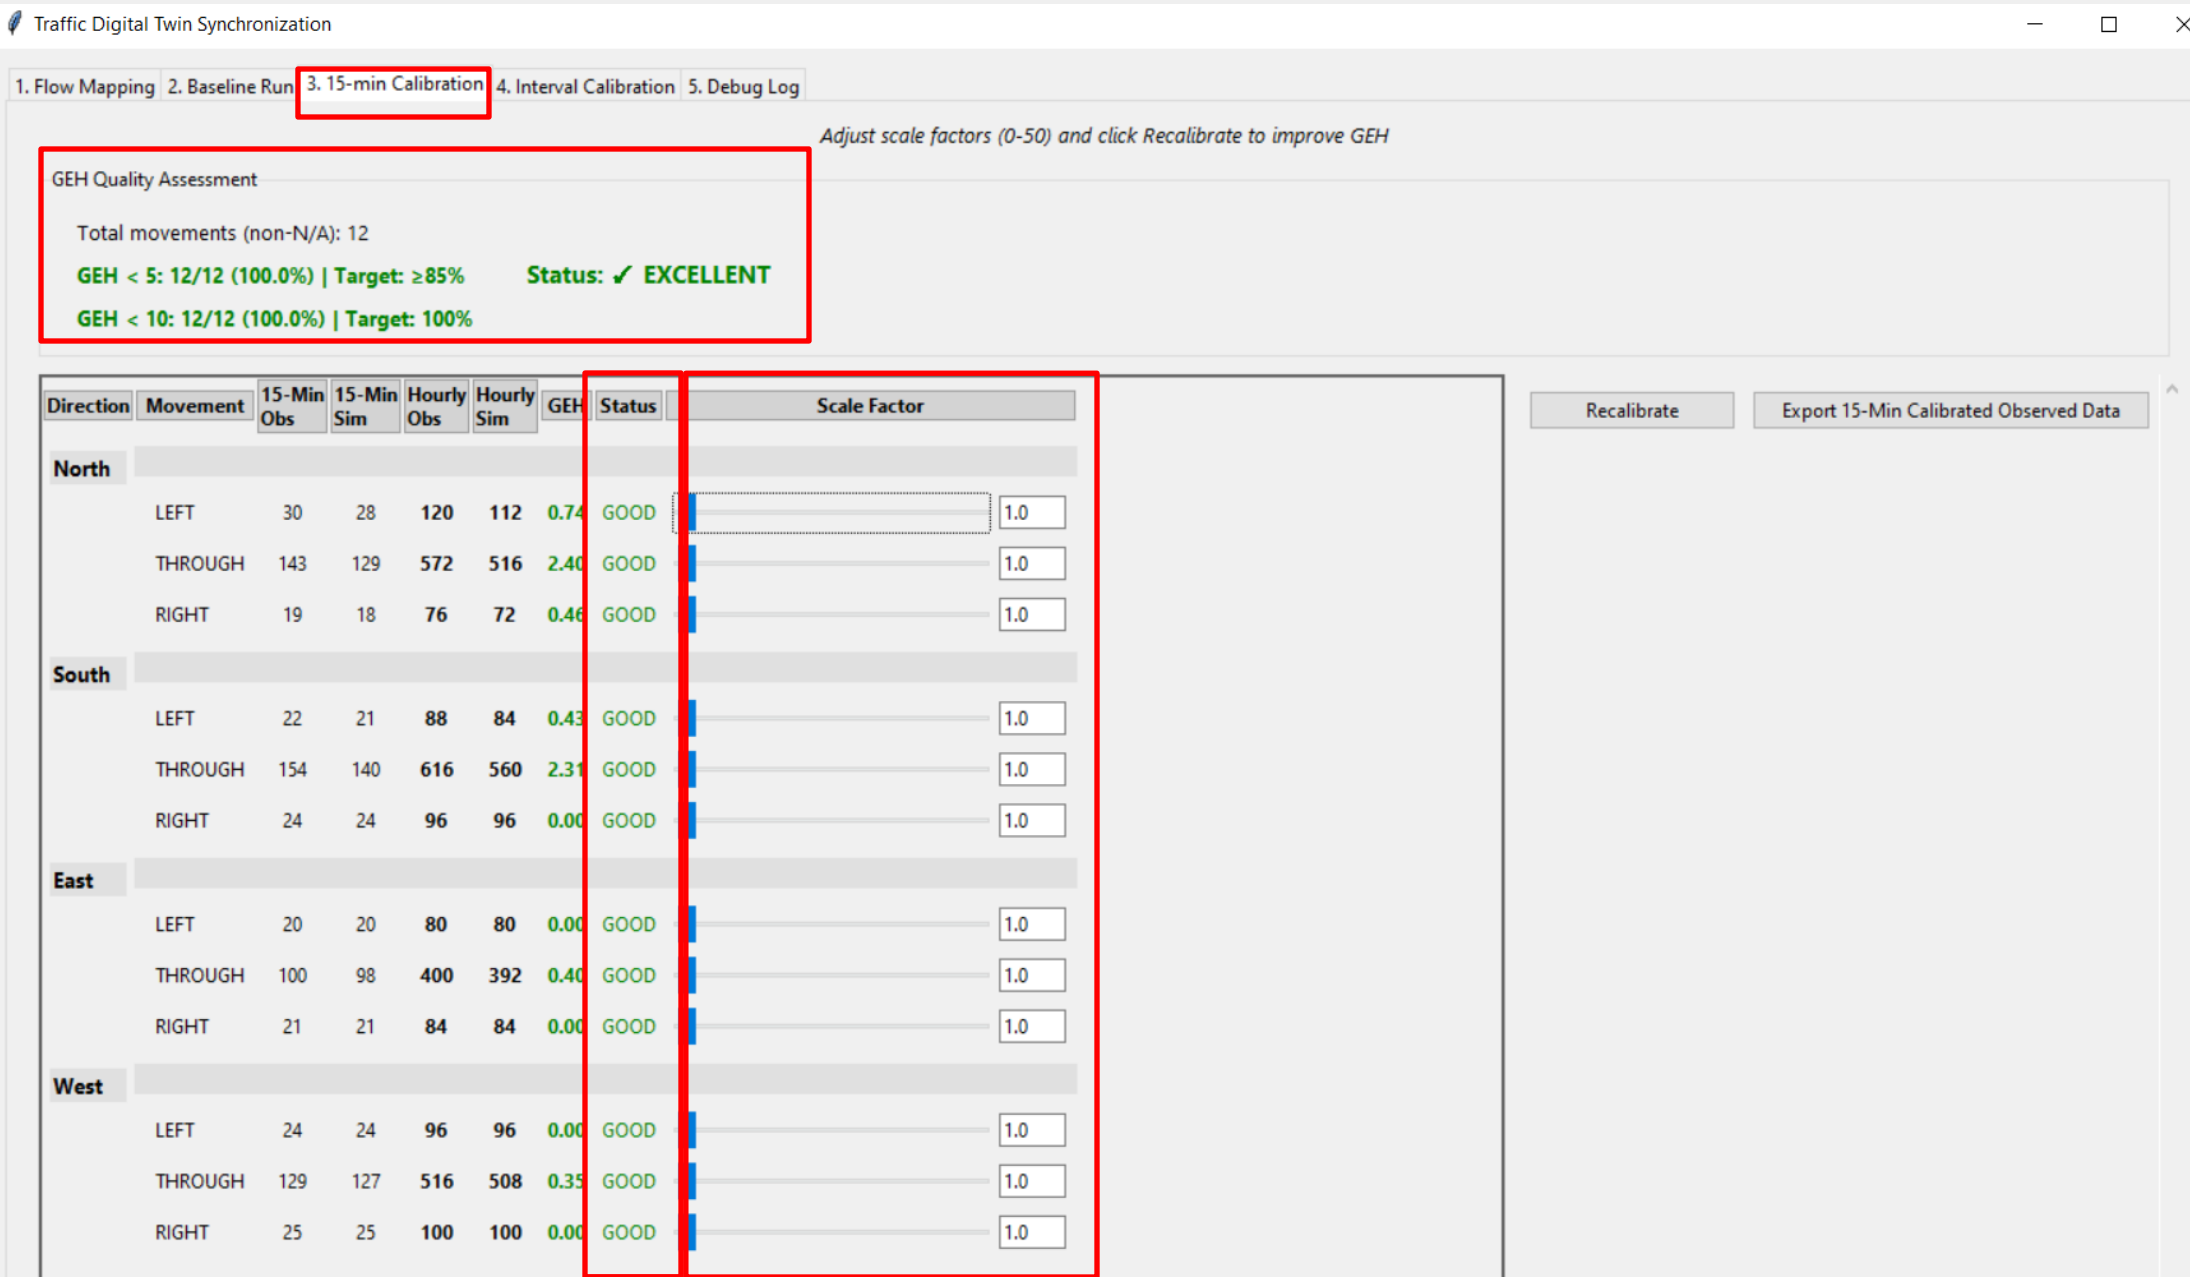 Traffic Digital Twin Synchronization
1. Flow Mapping 2. Baseline Run 3. 15-min Calibration 4. Interval Calibration 5. Debug Log
Adjust scale factors (0-50) and click Recalibrate to improve GEH
GEH Quality Assessment
Total movements (non-N/A): 12
GEH < 5: 12/12 (100.0%) | Target: ≥85% Status: ✓ EXCELLENT
GEH < 10: 12/12 (100.0%) | Target: 100%
Direction Movement 15-Min Obs 15-Min Sim Hourly Obs Hourly Sim GEH Status Scale Factor
Recalibrate Export 15-Min Calibrated Observed Data
North
LEFT 30 28 120 112 0.74 GOOD 1.0
THROUGH 143 129 572 516 2.40 GOOD 1.0
RIGHT 19 18 76 72 0.46 GOOD 1.0
South
LEFT 22 21 88 84 0.43 GOOD 1.0
THROUGH 154 140 616 560 2.31 GOOD 1.0
RIGHT 24 24 96 96 0.00 GOOD 1.0
East
LEFT 20 20 80 80 0.00 GOOD 1.0
THROUGH 100 98 400 392 0.40 GOOD 1.0
RIGHT 21 21 84 84 0.00 GOOD 1.0
West
LEFT 24 24 96 96 0.00 GOOD 1.0
THROUGH 129 127 516 508 0.35 GOOD 1.0
RIGHT 25 25 100 100 0.00 GOOD 1.0